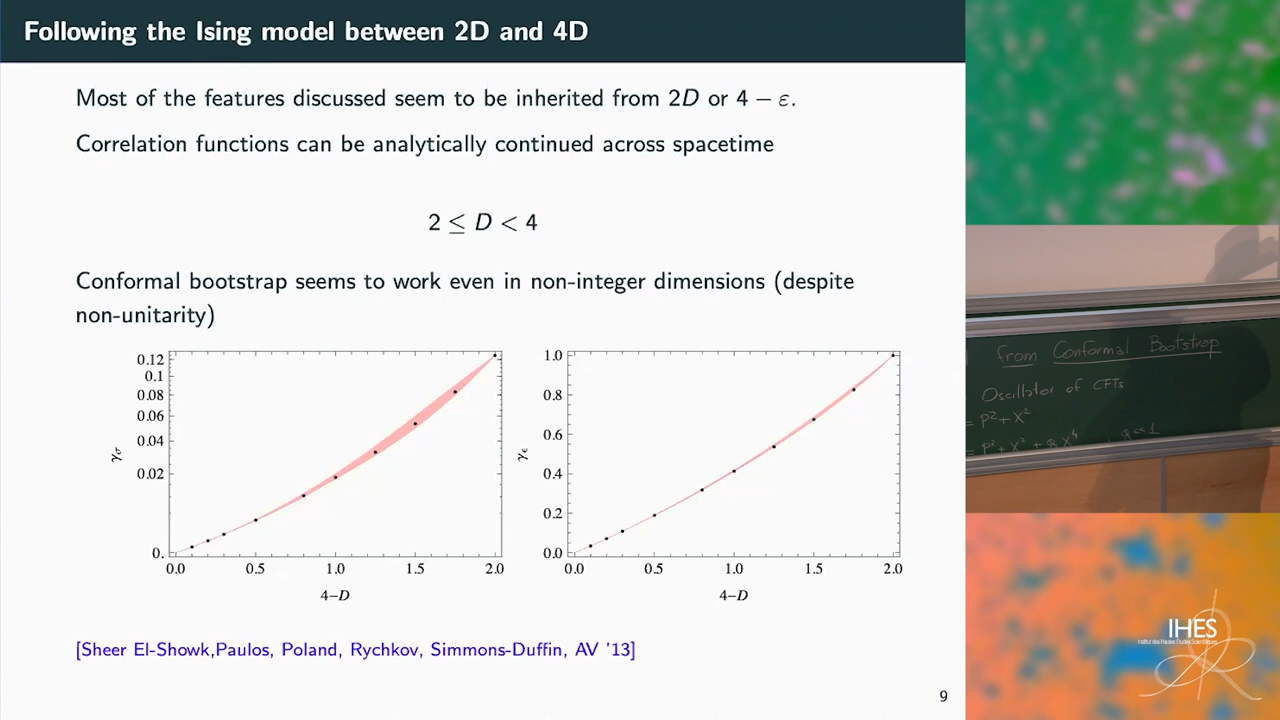 Following the Ising model between 2D and 4D
Most of the features discussed seem to be inherited from 2D or 4 − ε.
Correlation functions can be analytically continued across spacetime
2 ≤ D < 4
Conformal bootstrap seems to work even in non-integer dimensions (despite
non-unitarity)
0.12
0.1
0.08
0.06
0.04
0.02
0.
γσ
0.0 0.5 1.0 1.5 2.0
4−D
1.0
0.8
0.6
0.4
0.2
0.0
γϵ
0.0 0.5 1.0 1.5 2.0
4−D
[Sheer El-Showk,Paulos, Poland, Rychkov, Simmons-Duffin, AV '13]
9
from Conformal Bootstrap
Oscillator of CFTs
= P² + X²
= P² + X² + g X⁴ , g<<1
IHES
Institut des Hautes Études Scientifiques